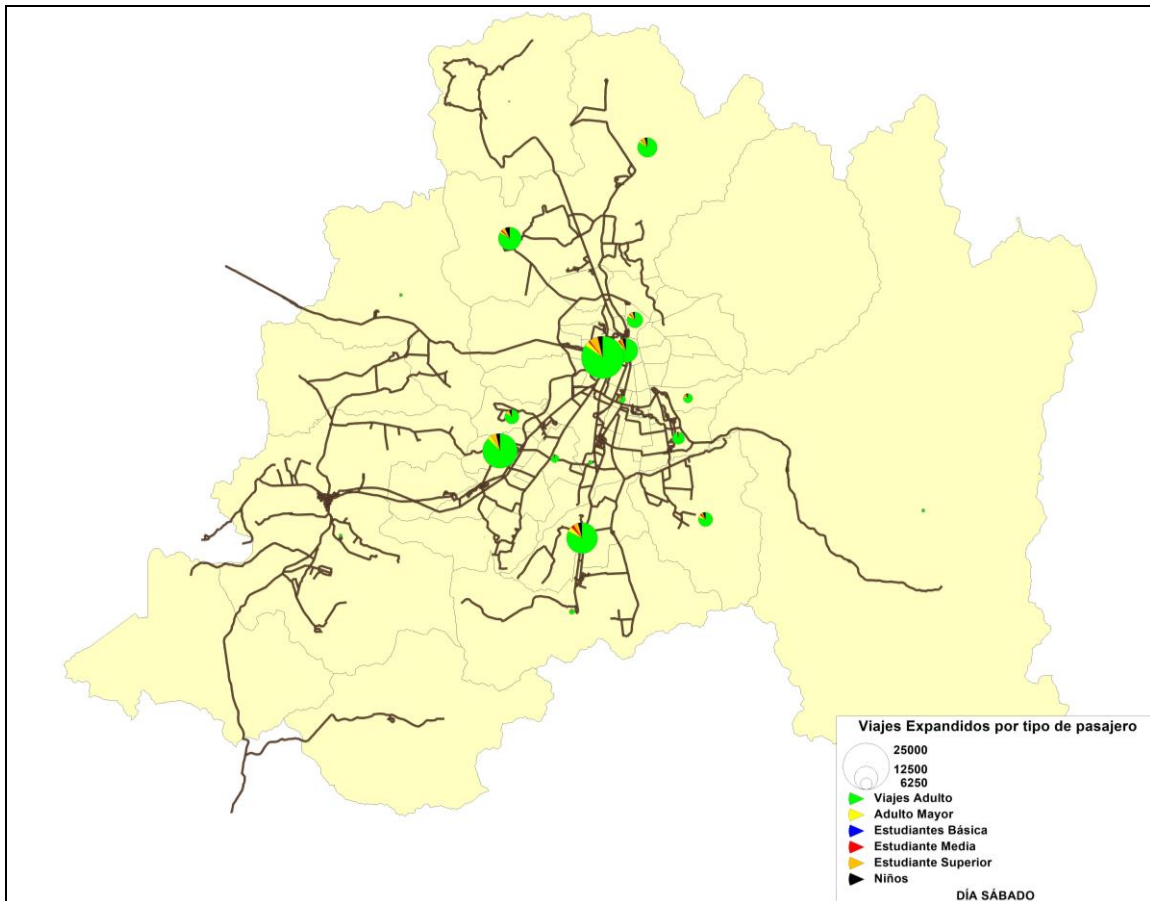 Viajes Expandidos por tipo de pasajero
25000
12500
6250
Viajes Adulto
Adulto Mayor
Estudiantes Básica
Estudiante Media
Estudiante Superior
Niños
DÍA SÁBADO